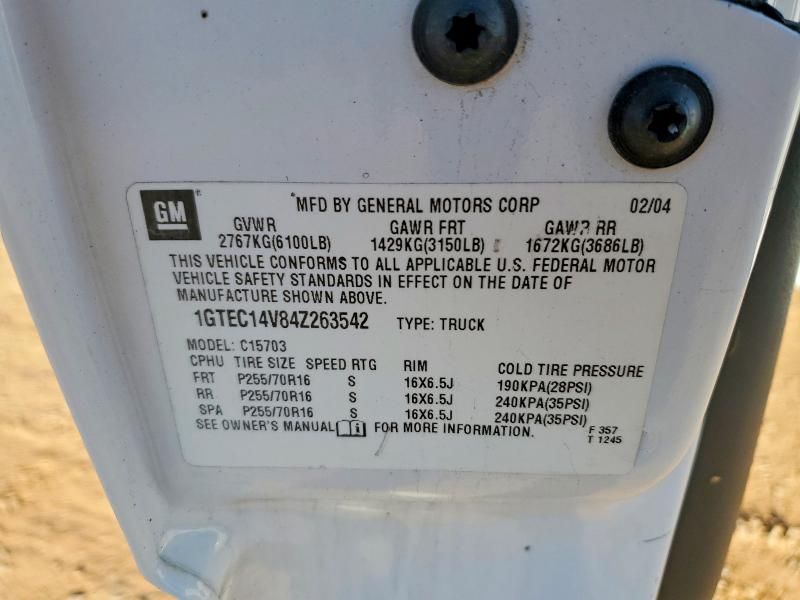 GM MFD BY GENERAL MOTORS CORP 02/04
GVWR GAWR FRT GAWR RR
2767KG(6100LB) 1429KG(3150LB) 1672KG(3686LB)
THIS VEHICLE CONFORMS TO ALL APPLICABLE U.S. FEDERAL MOTOR
VEHICLE SAFETY STANDARDS IN EFFECT ON THE DATE OF
MANUFACTURE SHOWN ABOVE.
1GTEC14V84Z263542 TYPE: TRUCK
MODEL: C15703
CPHU TIRE SIZE SPEED RTG RIM COLD TIRE PRESSURE
FRT P255/70R16 S 16X6.5J 190KPA(28PSI)
RR P255/70R16 S 16X6.5J 240KPA(35PSI)
SPA P255/70R16 S 16X6.5J 240KPA(35PSI)
SEE OWNER'S MANUAL FOR MORE INFORMATION. F 357
T 1245